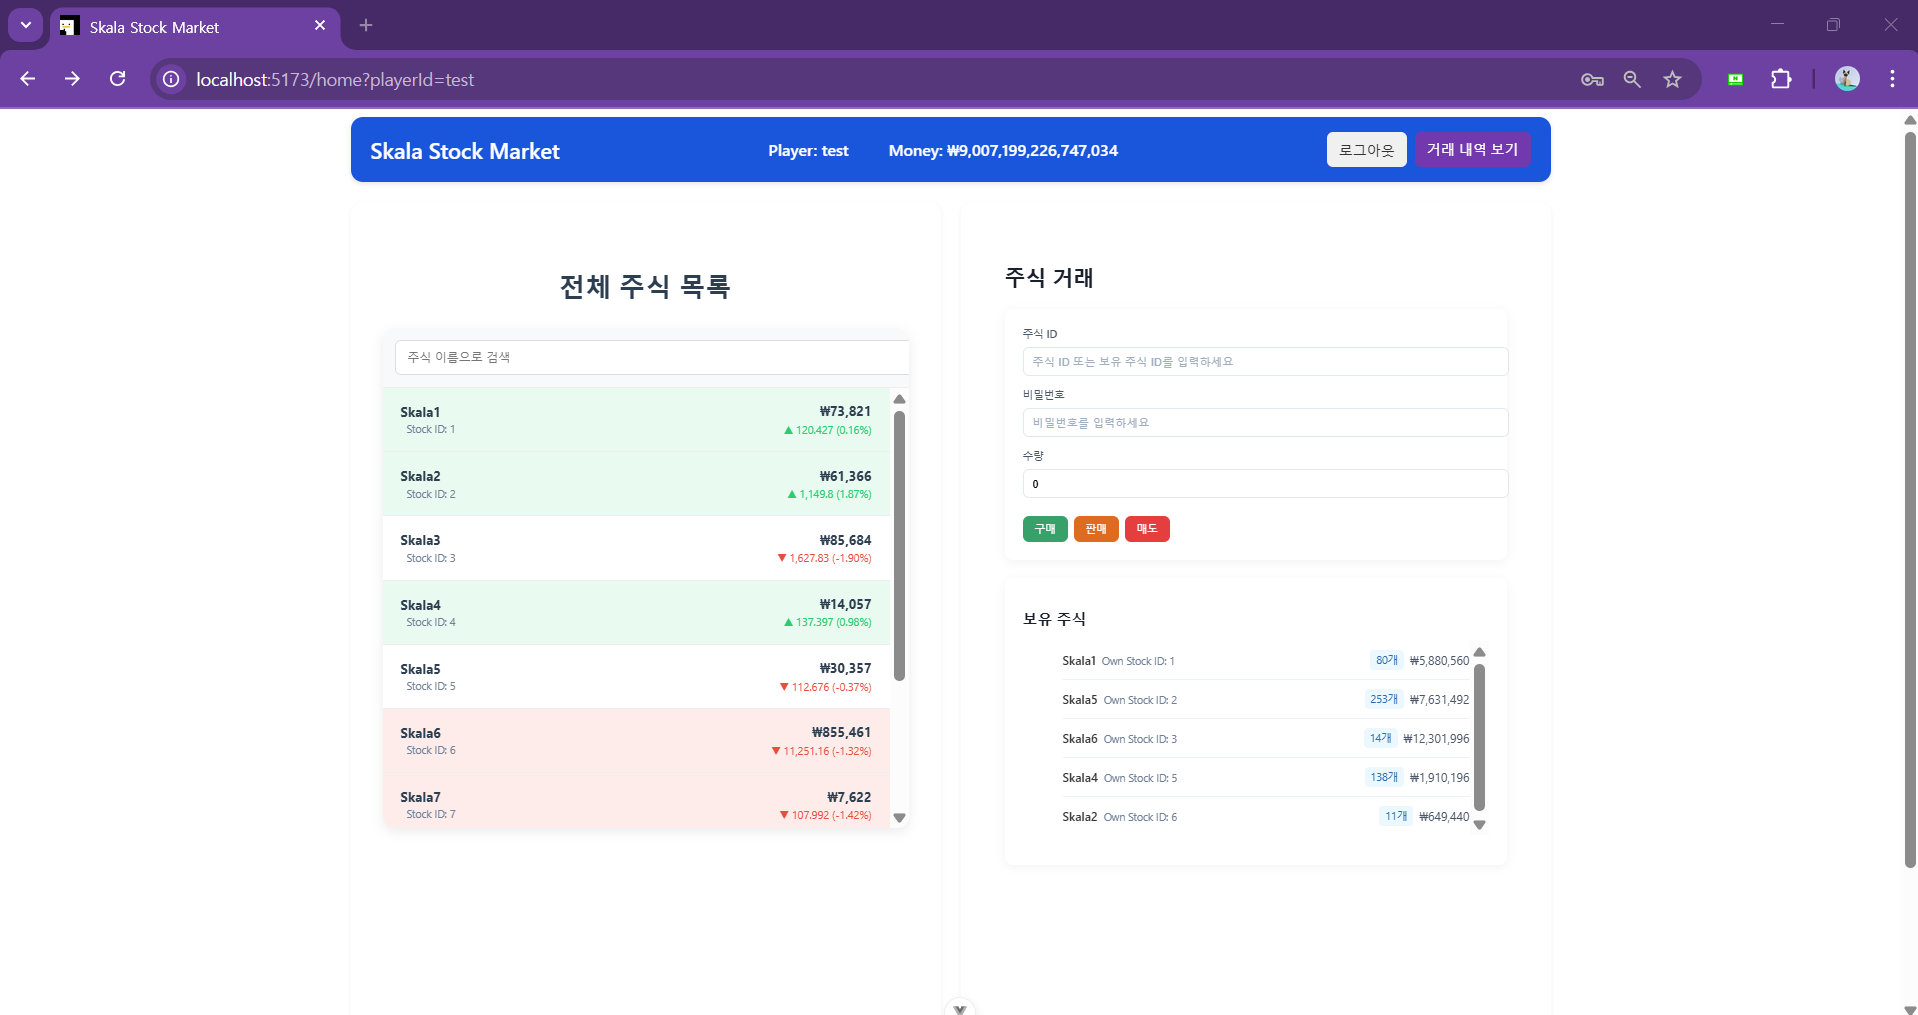 Skala Stock Market
localhost:5173/home?playerId=test
Skala Stock Market
Player: test
Money: ₩9,007,199,226,747,034
로그아웃
거래 내역 보기
전체 주식 목록
주식 이름으로 검색
Skala1
₩73,821
Stock ID: 1
▲ 120.427 (0.16%)
Skala2
₩61,366
Stock ID: 2
▲ 1,149.8 (1.87%)
Skala3
₩85,684
Stock ID: 3
▼ 1,627.83 (-1.90%)
Skala4
₩14,057
Stock ID: 4
▲ 137.397 (0.98%)
Skala5
₩30,357
Stock ID: 5
▼ 112.676 (-0.37%)
Skala6
₩855,461
Stock ID: 6
▼ 11,251.16 (-1.32%)
Skala7
₩7,622
Stock ID: 7
▼ 107.992 (-1.42%)
주식 거래
주식 ID
주식 ID 또는 보유 주식 ID를 입력하세요
비밀번호
비밀번호를 입력하세요
수량
0
구매
판매
매도
보유 주식
Skala1 Own Stock ID: 1 80개 ₩5,880,560
Skala5 Own Stock ID: 2 253개 ₩7,631,492
Skala6 Own Stock ID: 3 14개 ₩12,301,996
Skala4 Own Stock ID: 5 138개 ₩1,910,196
Skala2 Own Stock ID: 6 11개 ₩649,440